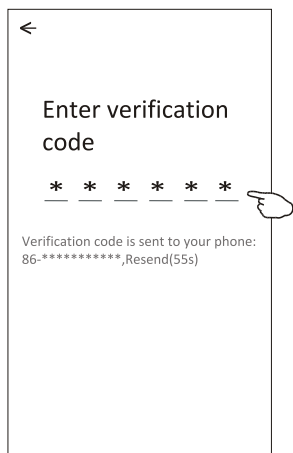 Enter verification
code
* * * * * *
Verification code is sent to your phone:
86-***********,Resend(55s)